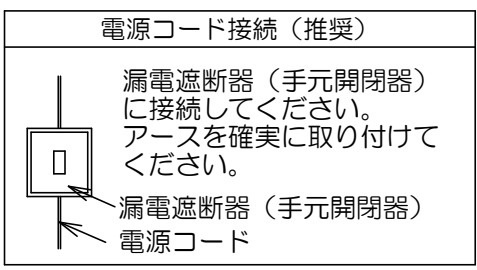 電源コード接続（推奨）
漏電遮断器（手元開閉器）
に接続してください。
アースを確実に取り付けて
ください。
漏電遮断器（手元開閉器）
電源コード